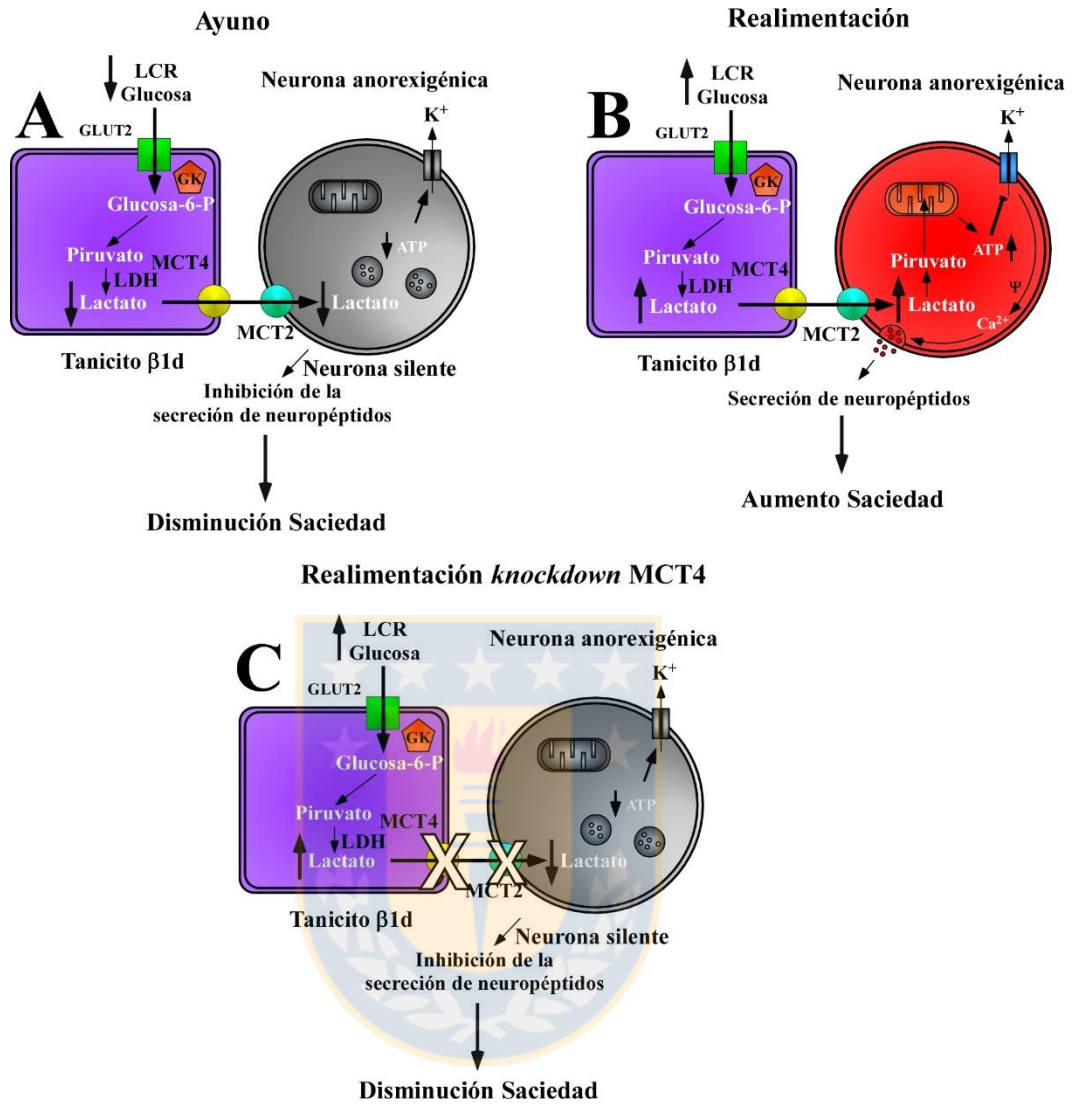 Ayuno
A
LCR
Glucosa
GLUT2
GK
Glucosa-6-P
Piruvato
LDH
MCT4
Lactato
MCT2
Tanicito β1d
Neurona anorexigénica
K+
ATP
Lactato
Neurona silente
Inhibición de la
secreción de neuropéptidos
Disminución Saciedad
Realimentación
B
LCR
Glucosa
GLUT2
GK
Glucosa-6-P
Piruvato
LDH
MCT4
Lactato
MCT2
Tanicito β1d
Neurona anorexigénica
K+
ATP
Piruvato
Lactato
Ψ
Ca2+
Secreción de neuropéptidos
Aumento Saciedad
Realimentación knockdown MCT4
C
LCR
Glucosa
GLUT2
GK
Glucosa-6-P
Piruvato
LDH
MCT4
Lactato
MCT2
Tanicito β1d
Neurona anorexigénica
K+
ATP
Lactato
Neurona silente
Inhibición de la
secreción de neuropéptidos
Disminución Saciedad